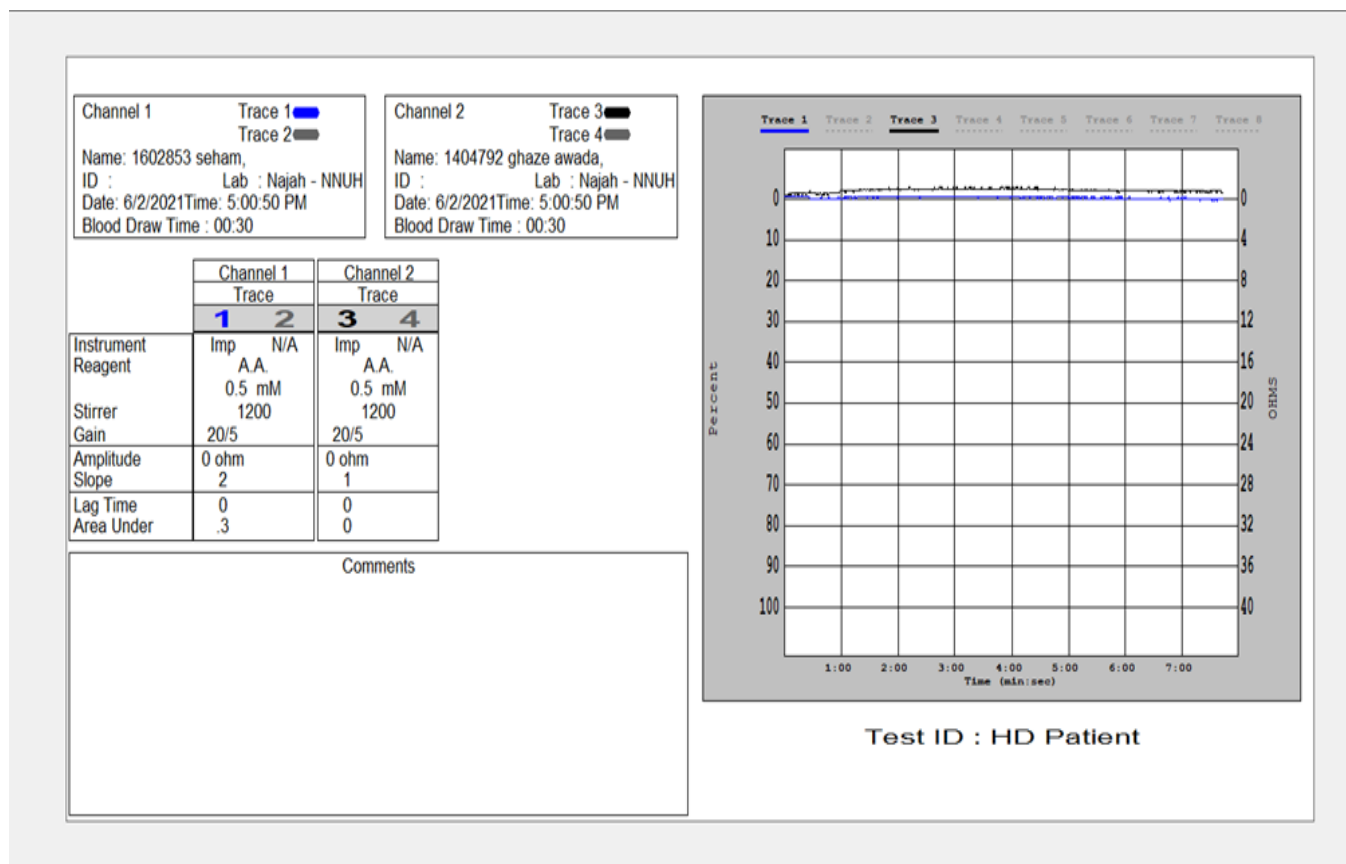 Channel 1 Trace 1
Trace 2
Name: 1602853 seham,
ID : Lab : Najah - NNUH
Date: 6/2/2021Time: 5:00:50 PM
Blood Draw Time : 00:30
Channel 2 Trace 3
Trace 4
Name: 1404792 ghaze awada,
ID : Lab : Najah - NNUH
Date: 6/2/2021Time: 5:00:50 PM
Blood Draw Time : 00:30
Channel 1 Channel 2
Trace Trace
1 2 3 4
Instrument Imp N/A Imp N/A
Reagent A.A. A.A.
0.5 mM 0.5 mM
Stirrer 1200 1200
Gain 20/5 20/5
Amplitude 0 ohm 0 ohm
Slope 2 1
Lag Time 0 0
Area Under .3 0
Comments
Trace 1 Trace 2 Trace 3 Trace 4 Trace 5 Trace 6 Trace 7 Trace 8
0 0
10 4
20 8
30 12
40 16
Percent
50 20
OHMS
60 24
70 28
80 32
90 36
100 40
1:00 2:00 3:00 4:00 5:00 6:00 7:00
Time (min:sec)
Test ID : HD Patient